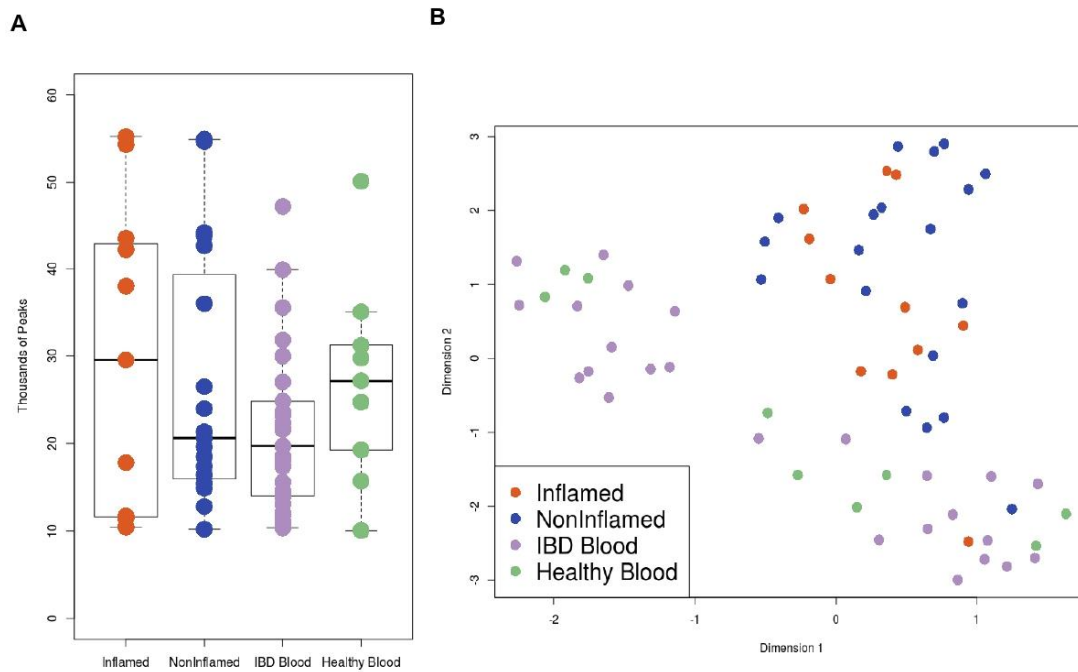 A
B
Thousands of Peaks
60
50
40
30
20
10
0
Inflamed NonInflamed IBD Blood Healthy Blood
Dimension 2
3
2
1
0
-1
-2
-3
Inflamed
NonInflamed
IBD Blood
Healthy Blood
-2 -1 0 1
Dimension 1